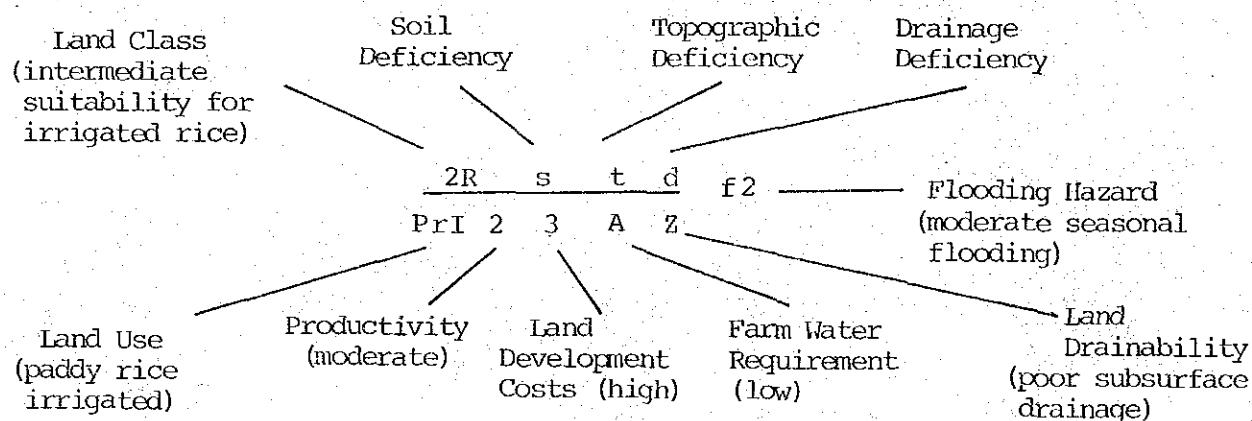 Land Class
(intermediate
suitability for
irrigated rice)
Soil
Deficiency
Topographic
Deficiency
Drainage
Deficiency
2R s t d f2
PrI 2 3 A Z
Flooding Hazard
(moderate seasonal
flooding)
Land Use
(paddy rice
irrigated)
Productivity
(moderate)
Land
Development
Costs (high)
Farm Water
Requirement
(low)
Land
Drainability
(poor subsurface
drainage)